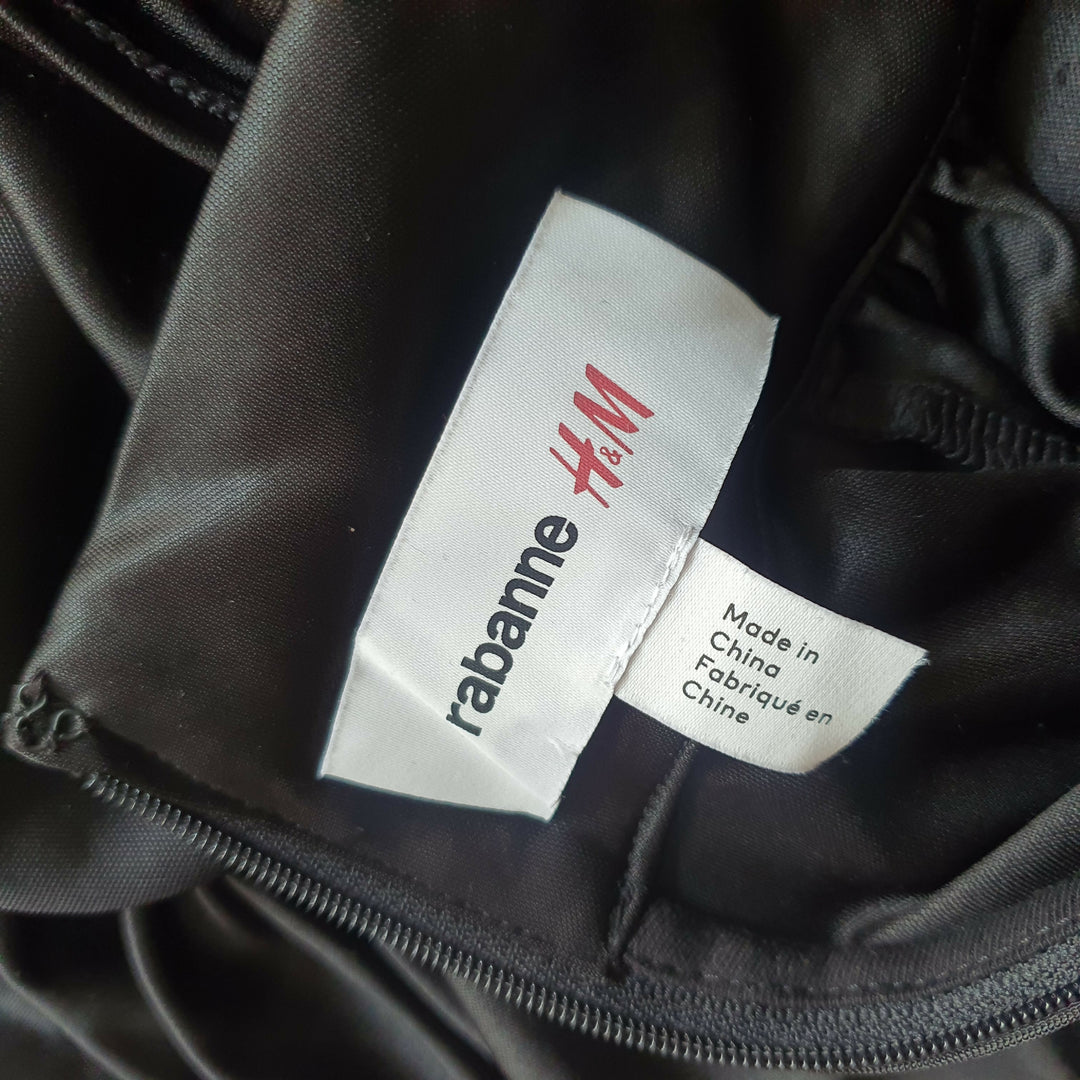 rabanne H&M
Made in
China
Fabriqué en
Chine